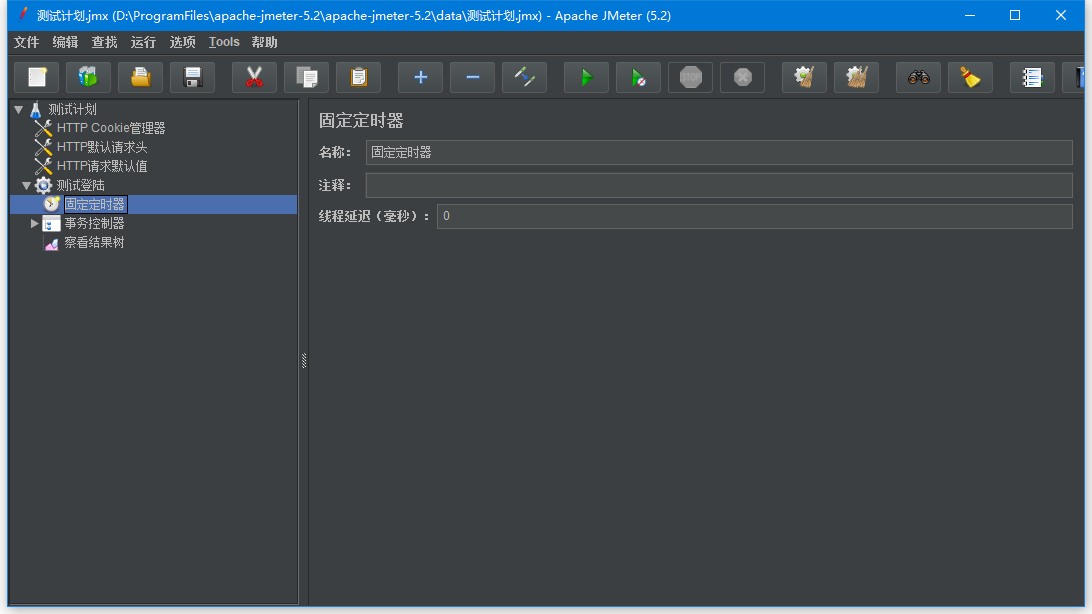 测试计划.jmx (D:\ProgramFiles\apache-jmeter-5.2\apache-jmeter-5.2\data\测试计划.jmx) - Apache JMeter (5.2)
文件 编辑 查找 运行 选项 Tools 帮助
STOP
测试计划
HTTP Cookie管理器
HTTP默认请求头
HTTP请求默认值
测试登陆
固定定时器
事务控制器
察看结果树
固定定时器
名称： 固定定时器
注释：
线程延迟（毫秒）： 0